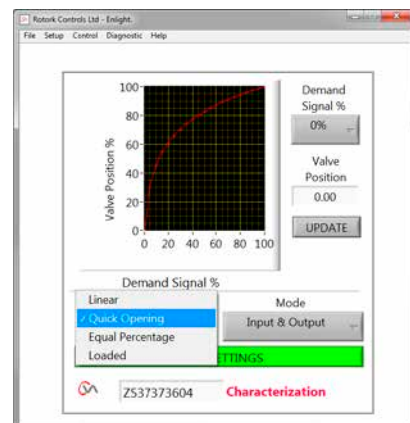 Rotork Controls Ltd - Enlight.
File Setup Control Diagnostic Help
Demand
Signal %
0%
Valve
Position
0.00
UPDATE
Valve Position %
100
80
60
40
20
0
0 20 40 60 80 100
Demand Signal %
Linear
✓ Quick Opening
Equal Percentage
Loaded
Mode
Input & Output
TTINGS
ZS37373604
Characterization